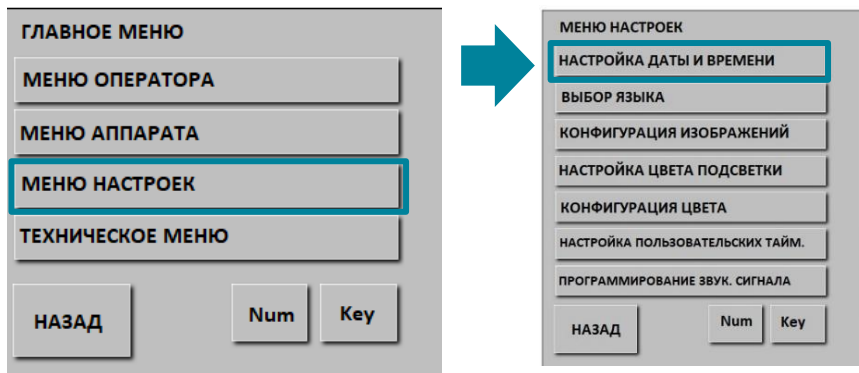 ГЛАВНОЕ МЕНЮ
МЕНЮ ОПЕРАТОРА
МЕНЮ АППАРАТА
МЕНЮ НАСТРОЕК
ТЕХНИЧЕСКОЕ МЕНЮ
НАЗАД
Num
Key
МЕНЮ НАСТРОЕК
НАСТРОЙКА ДАТЫ И ВРЕМЕНИ
ВЫБОР ЯЗЫКА
КОНФИГУРАЦИЯ ИЗОБРАЖЕНИЙ
НАСТРОЙКА ЦВЕТА ПОДСВЕТКИ
КОНФИГУРАЦИЯ ЦВЕТА
НАСТРОЙКА ПОЛЬЗОВАТЕЛЬСКИХ ТАЙМ.
ПРОГРАММИРОВАНИЕ ЗВУК. СИГНАЛА
НАЗАД
Num
Key